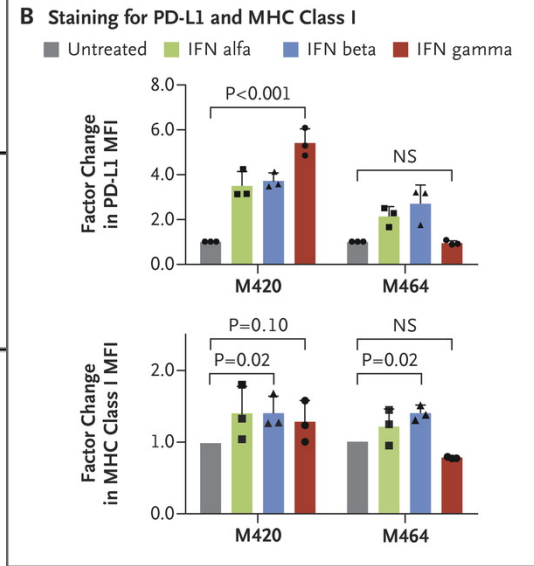 B Staining for PD-L1 and MHC Class I
Untreated IFN alfa IFN beta IFN gamma
Factor Change
in PD-L1 MFI
8.0
6.0
4.0
2.0
0.0
P<0.001
NS
M420 M464
Factor Change
in MHC Class I MFI
2.0
1.0
0.0
P=0.10
P=0.02
NS
P=0.02
M420 M464